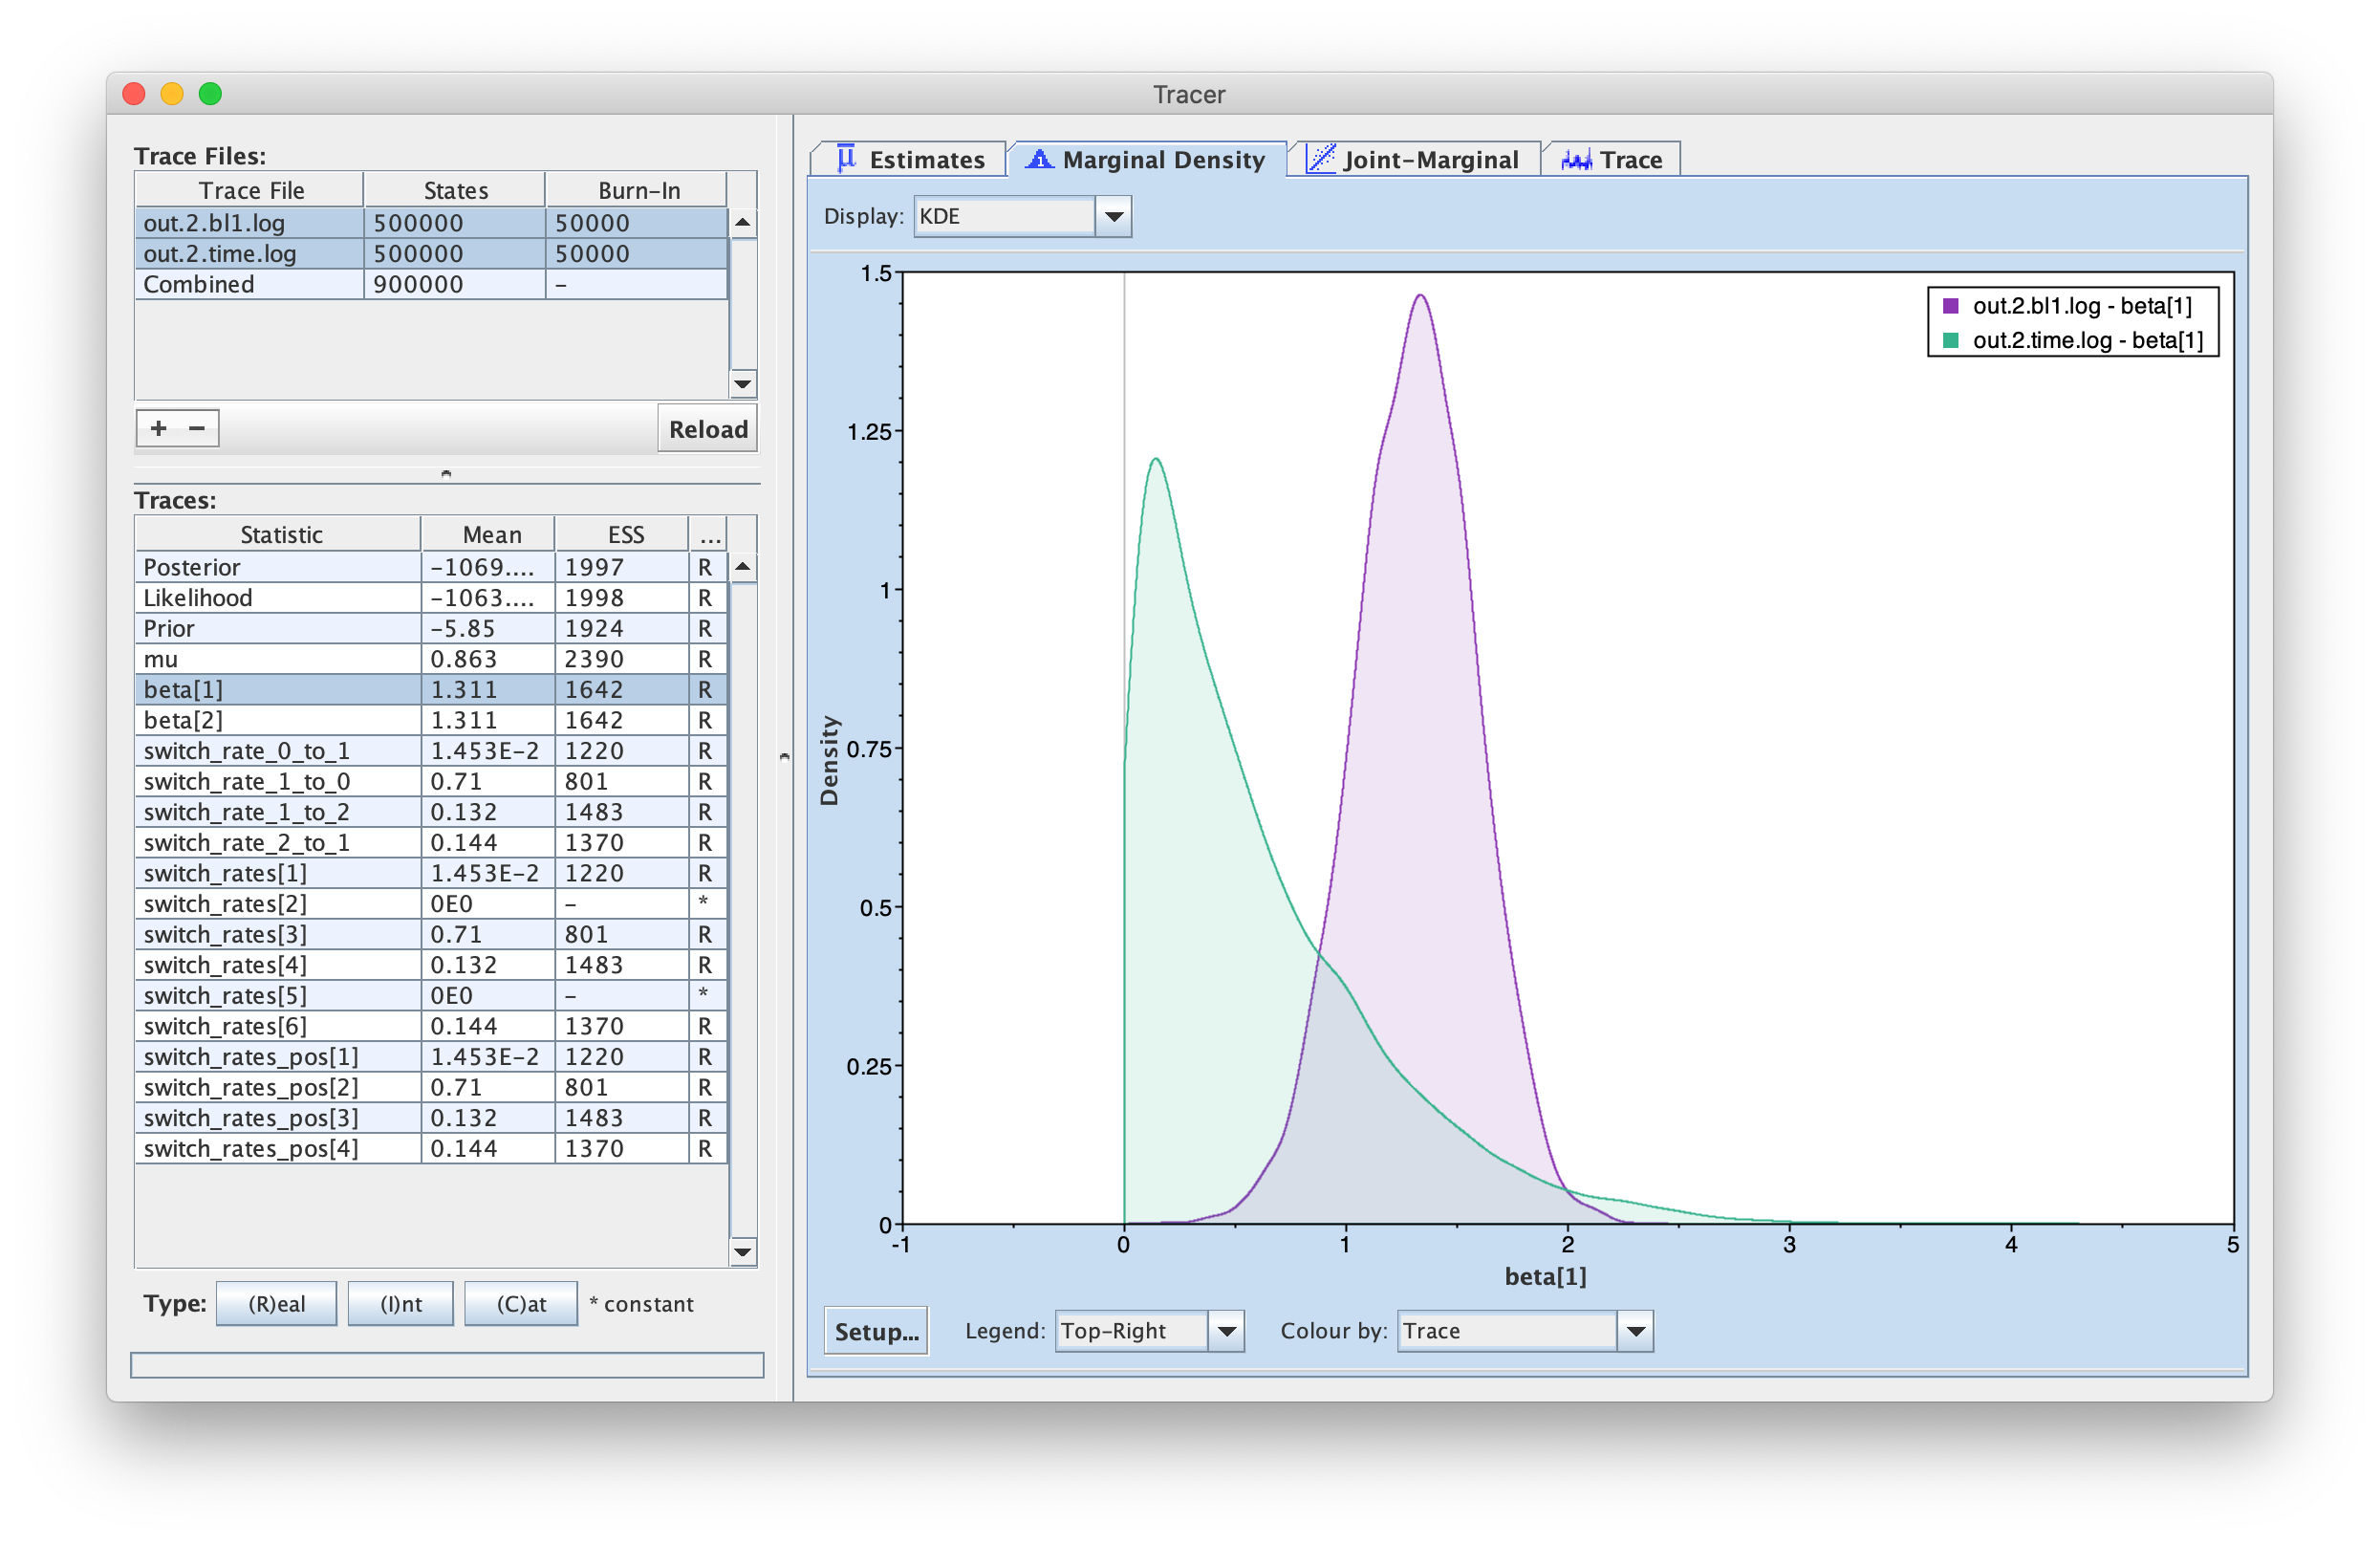 Tracer
Trace Files:
Trace File States Burn-In
out.2.bl1.log 500000 50000
out.2.time.log 500000 50000
Combined 900000 -
+ - Reload
Traces:
Statistic Mean ESS ...
Posterior -1069.... 1997 R
Likelihood -1063.... 1998 R
Prior -5.85 1924 R
mu 0.863 2390 R
beta[1] 1.311 1642 R
beta[2] 1.311 1642 R
switch_rate_0_to_1 1.453E-2 1220 R
switch_rate_1_to_0 0.71 801 R
switch_rate_1_to_2 0.132 1483 R
switch_rate_2_to_1 0.144 1370 R
switch_rates[1] 1.453E-2 1220 R
switch_rates[2] 0E0 - *
switch_rates[3] 0.71 801 R
switch_rates[4] 0.132 1483 R
switch_rates[5] 0E0 - *
switch_rates[6] 0.144 1370 R
switch_rates_pos[1] 1.453E-2 1220 R
switch_rates_pos[2] 0.71 801 R
switch_rates_pos[3] 0.132 1483 R
switch_rates_pos[4] 0.144 1370 R
Type: (R)eal (I)nt (C)at * constant
Estimates Marginal Density Joint-Marginal Trace
Display: KDE
out.2.bl1.log - beta[1]
out.2.time.log - beta[1]
1.5
1.25
1
0.75
0.5
0.25
0
Density
-1 0 1 2 3 4 5
beta[1]
Setup... Legend: Top-Right Colour by: Trace